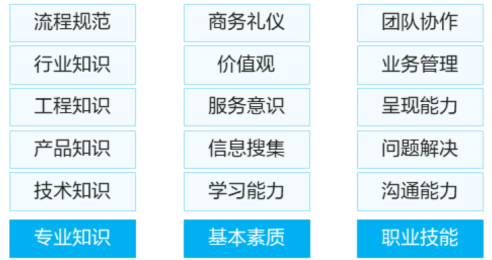 流程规范 商务礼仪 团队协作
行业知识 价值观 业务管理
工程知识 服务意识 呈现能力
产品知识 信息搜集 问题解决
技术知识 学习能力 沟通能力
专业知识 基本素质 职业技能